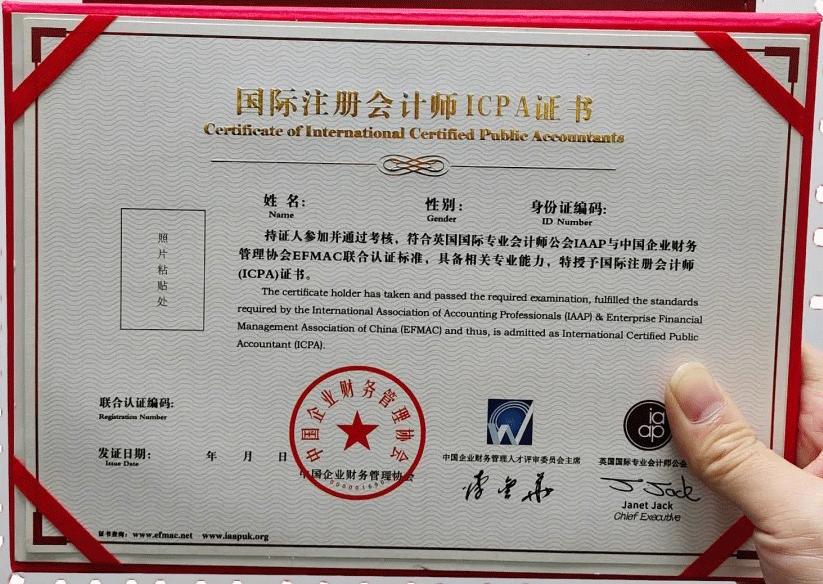 国际注册会计师ICPA证书
Certificate of International Certified Public Accountants
姓 名: 性别: 身份证编码:
Name Gender ID Number
照片粘贴处
持证人参加并通过考核，符合英国国际专业会计师公会IAAP与中国企业财务
管理协会EFMAC联合认证标准，具备相关专业能力，特授予国际注册会计师
(ICPA)证书。
The certificate holder has taken and passed the required examination, fulfilled the standards
required by the International Association of Accounting Professionals (IAAP) & Enterprise Financial
Management Association of China (EFMAC) and thus, is admitted as International Certified Public
Accountant (ICPA).
联合认证编码:
Registration Number
发证日期: 年 月 日
Issue Date
中国企业财务管理协会
中国企业财务管理协会
中国企业财务管理人才评审委员会主席
iaap
英国国际专业会计师公会
J Jack
Janet Jack
Chief Executive
证书查询: www.efmac.net www.iaapuk.org